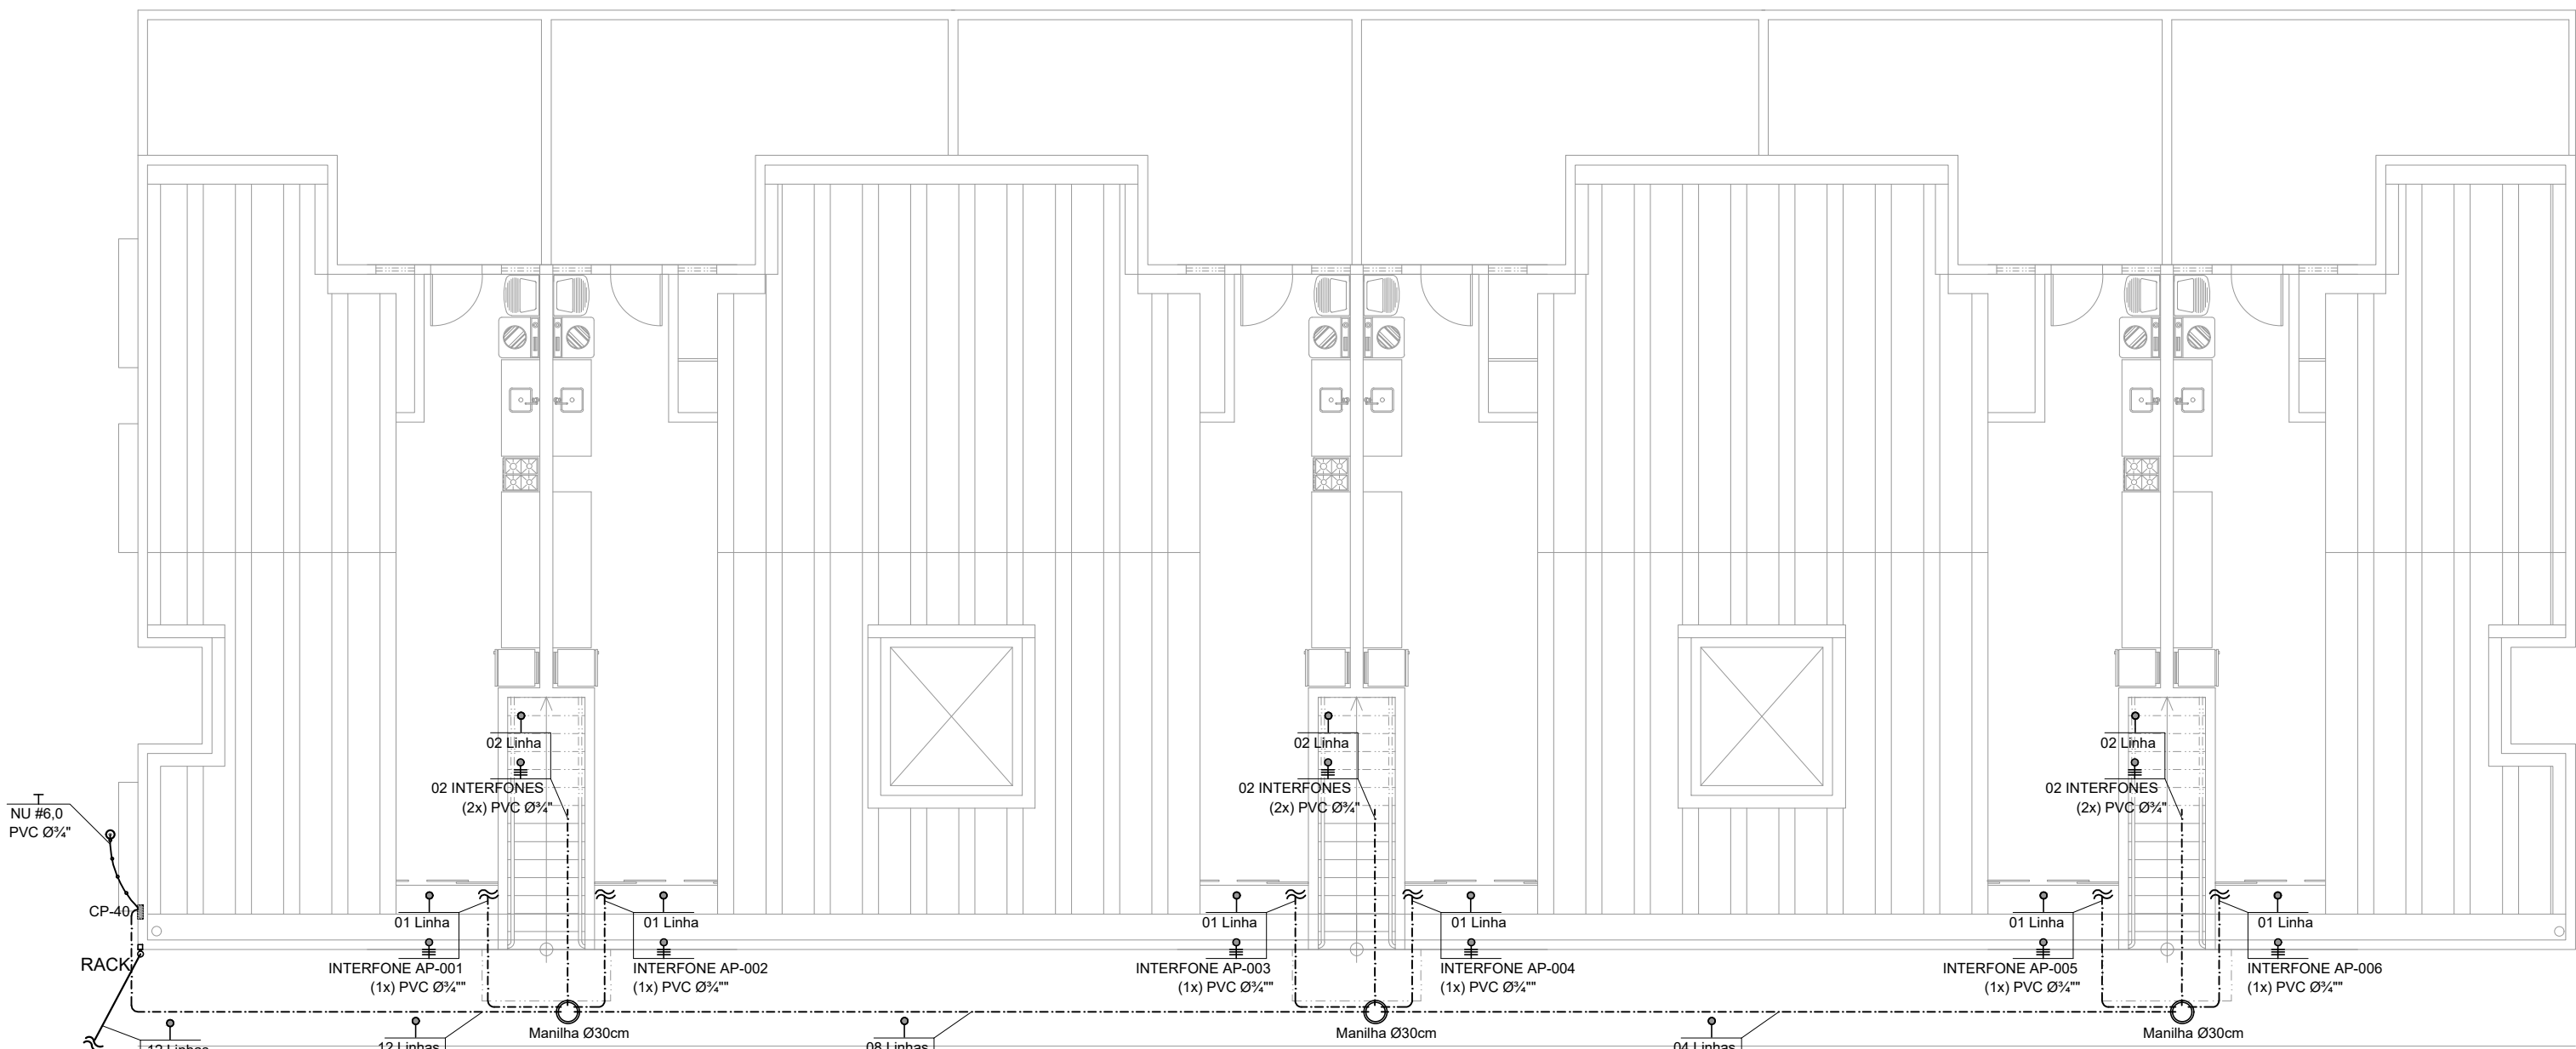 02 Linha
02 INTERFONES
(2x) PVC Ø¾"
02 Linha
02 INTERFONES
(2x) PVC Ø¾"
02 Linha
02 INTERFONES
(2x) PVC Ø¾"
NU #6,0
PVC Ø¾"
CP-40
RACK
01 Linha
INTERFONE AP-001
(1x) PVC Ø¾""
01 Linha
INTERFONE AP-002
(1x) PVC Ø¾""
01 Linha
INTERFONE AP-003
(1x) PVC Ø¾""
01 Linha
INTERFONE AP-004
(1x) PVC Ø¾""
01 Linha
INTERFONE AP-005
(1x) PVC Ø¾""
01 Linha
INTERFONE AP-006
(1x) PVC Ø¾""
Manilha Ø30cm
Manilha Ø30cm
Manilha Ø30cm
12 Linhas
12 Linhas
08 Linhas
04 Linhas